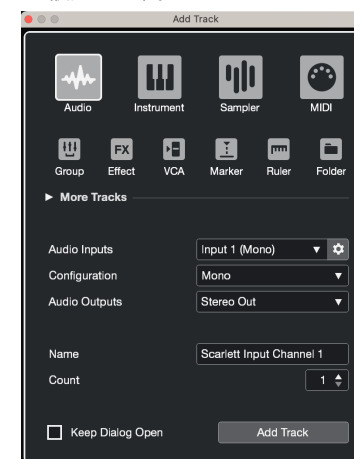 Add Track
Audio Instrument Sampler MIDI
FX
Group Effect VCA Marker Ruler Folder
More Tracks
Audio Inputs Input 1 (Mono)
Configuration Mono
Audio Outputs Stereo Out
Name Scarlett Input Channel 1
Count 1
Keep Dialog Open Add Track